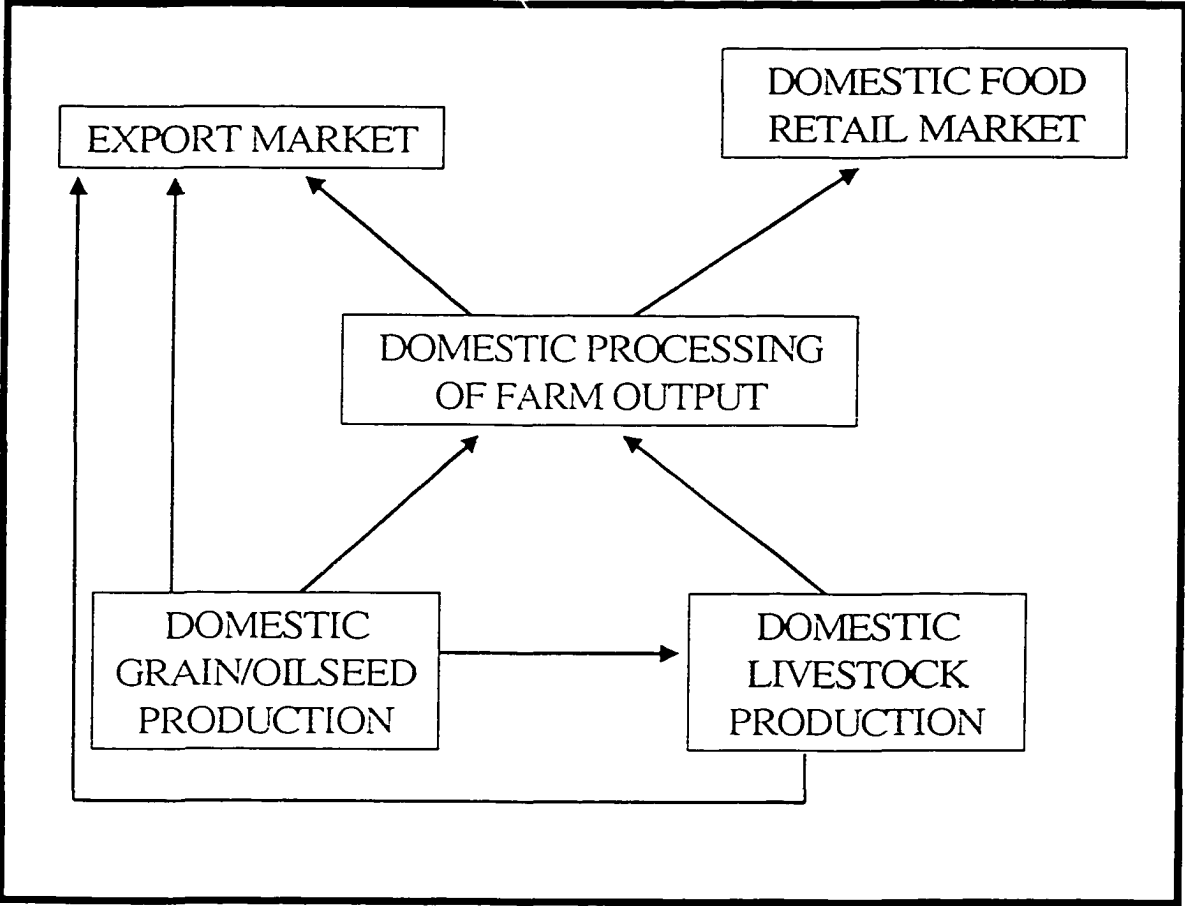 EXPORT MARKET
DOMESTIC FOOD
RETAIL MARKET
DOMESTIC PROCESSING
OF FARM OUTPUT
DOMESTIC
GRAIN/OILSEED
PRODUCTION
DOMESTIC
LIVESTOCK
PRODUCTION